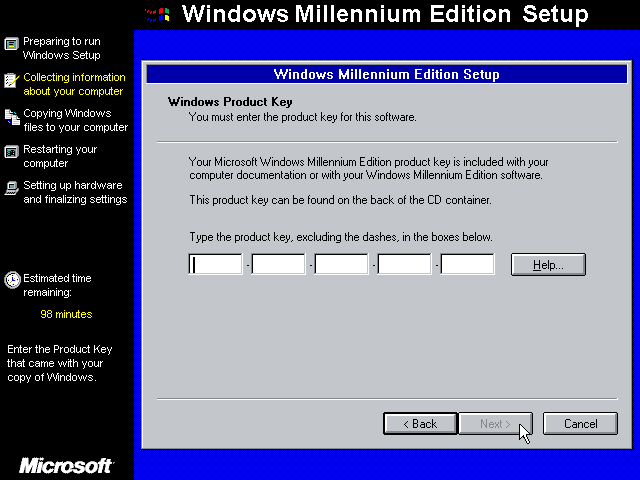 Windows Millennium Edition Setup
Preparing to run
Windows Setup
Collecting information
about your computer
Copying Windows
files to your computer
Restarting your
computer
Setting up hardware
and finalizing settings
Estimated time
remaining:
98 minutes
Enter the Product Key
that came with your
copy of Windows.
Microsoft
Windows Millennium Edition Setup
Windows Product Key
You must enter the product key for this software.
Your Microsoft Windows Millennium Edition product key is included with your
computer documentation or with your Windows Millennium Edition software.
This product key can be found on the back of the CD container.
Type the product key, excluding the dashes, in the boxes below.
- - - -
Help...
< Back
Next >
Cancel